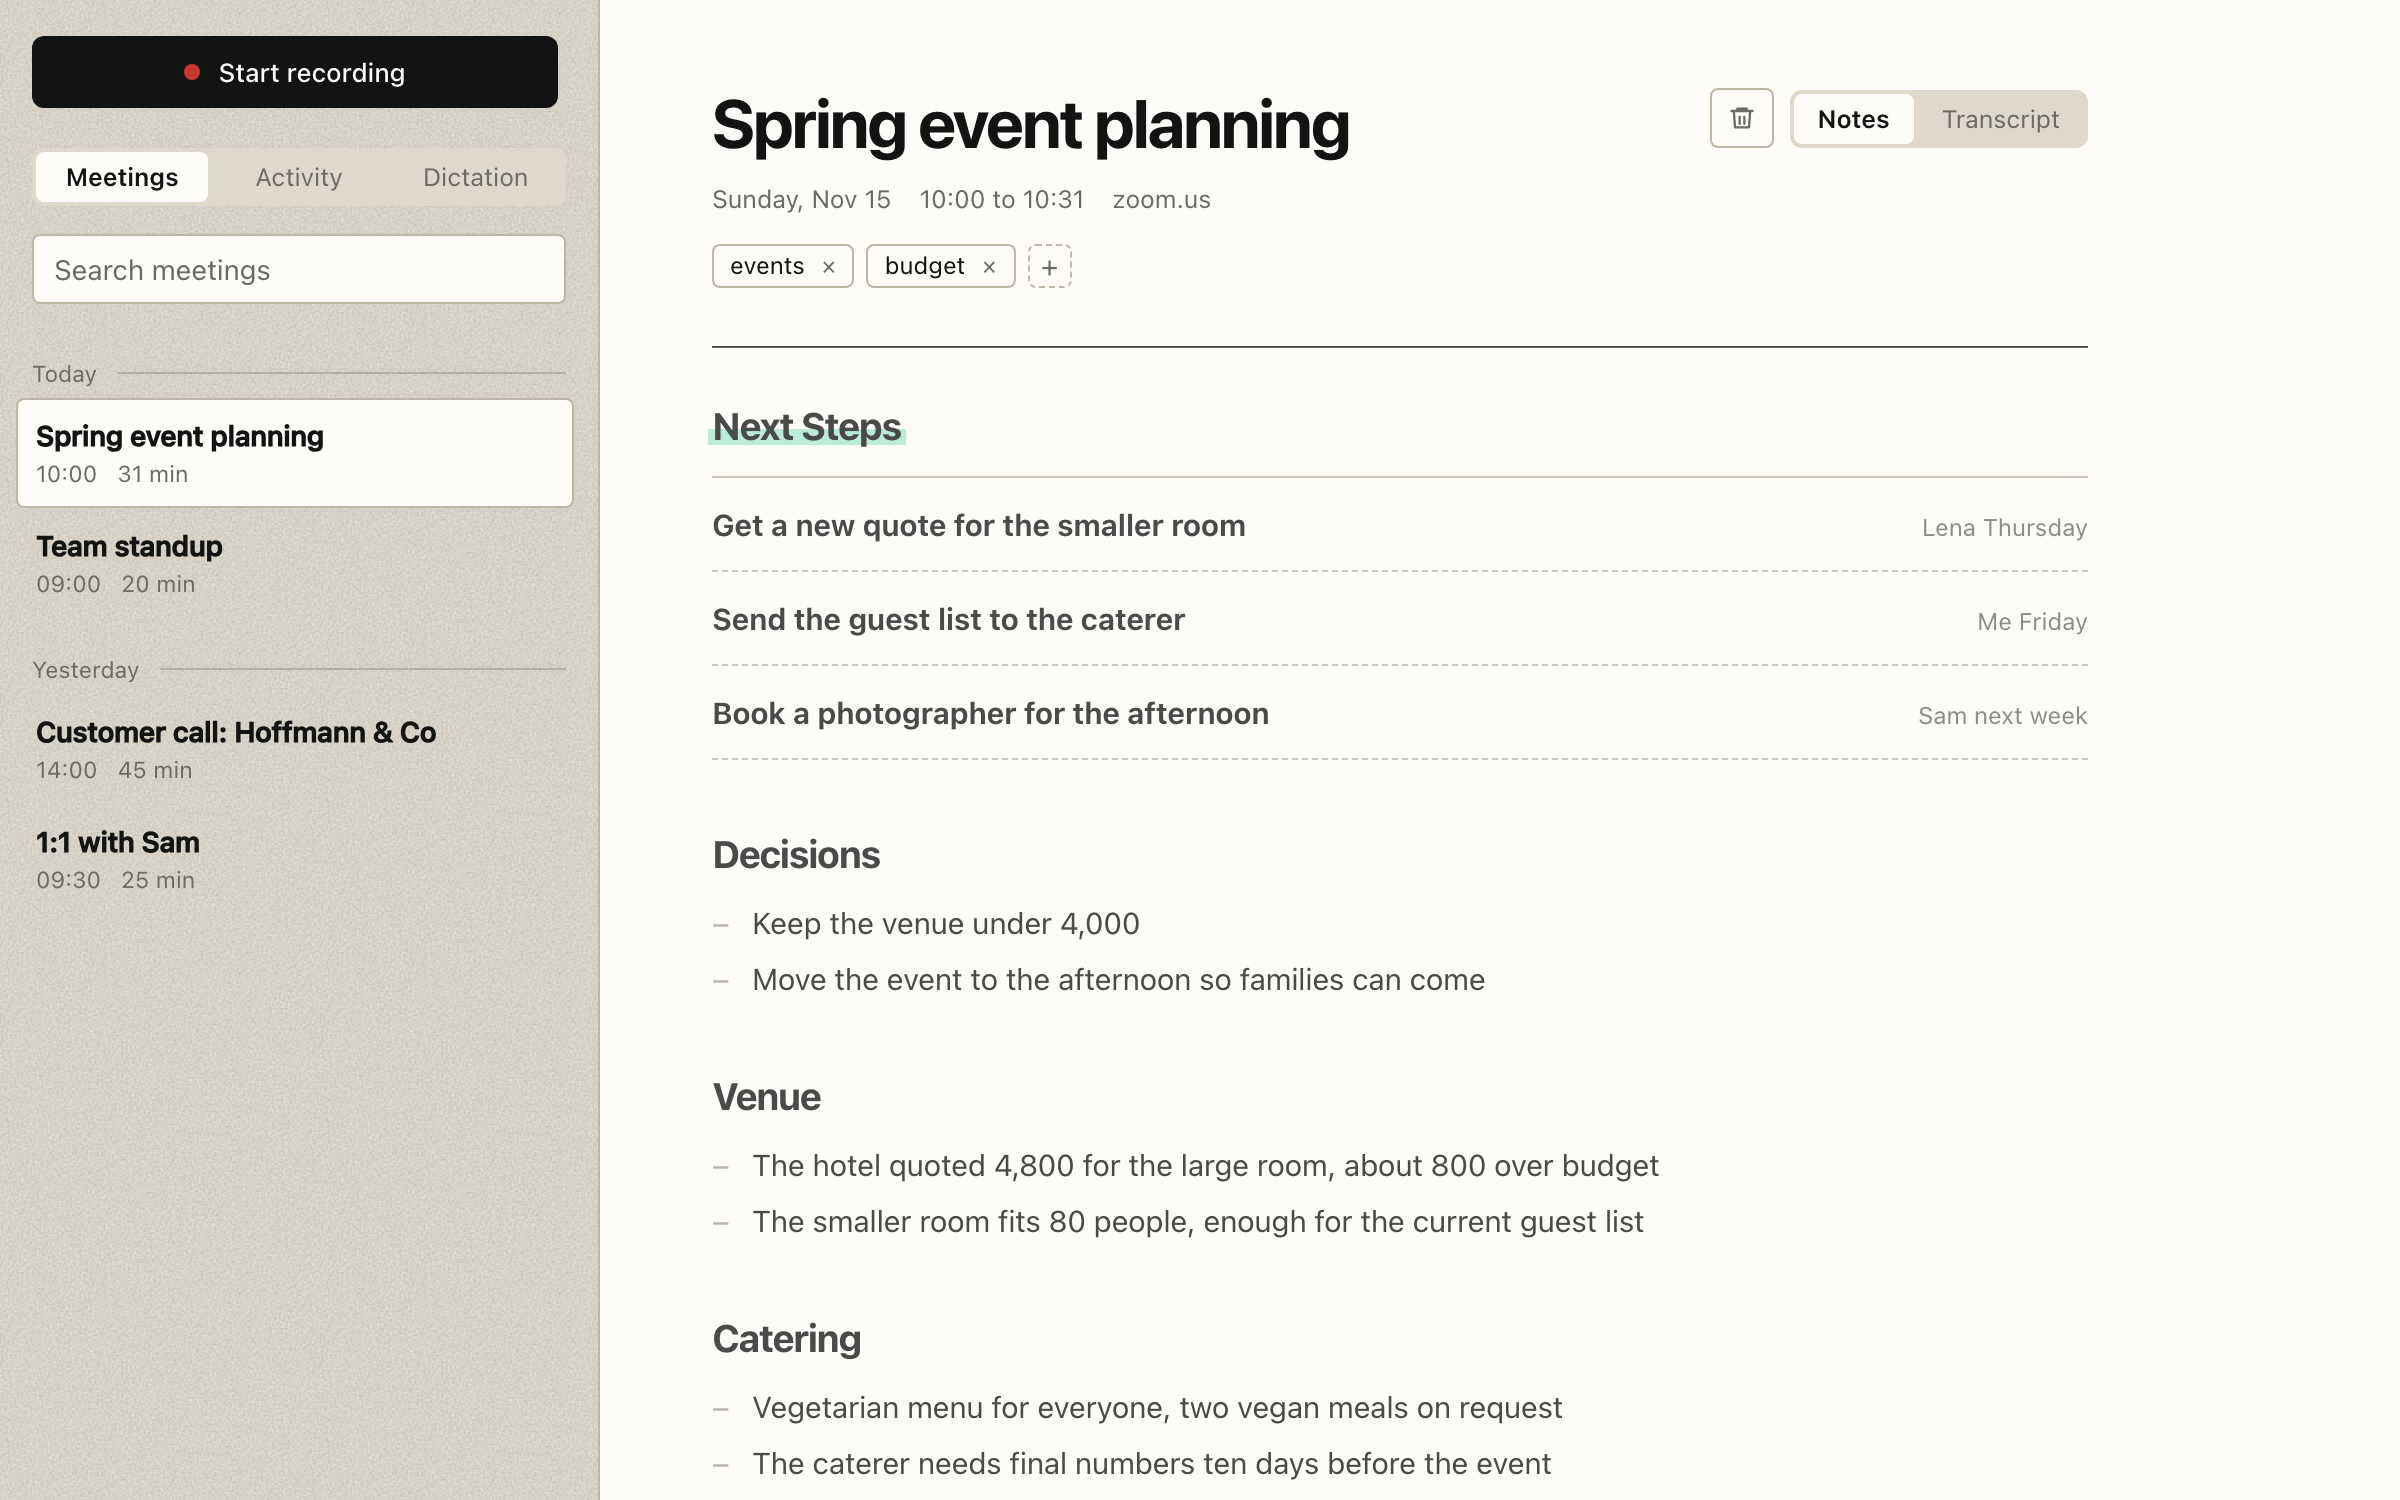 Start recording
Meetings Activity Dictation
Search meetings
Today
Spring event planning
10:00 31 min
Team standup
09:00 20 min
Yesterday
Customer call: Hoffmann & Co
14:00 45 min
1:1 with Sam
09:30 25 min
Spring event planning
Notes Transcript
Sunday, Nov 15 10:00 to 10:31 zoom.us
events × budget × +
Next Steps
Get a new quote for the smaller room Lena Thursday
Send the guest list to the caterer Me Friday
Book a photographer for the afternoon Sam next week
Decisions
– Keep the venue under 4,000
– Move the event to the afternoon so families can come
Venue
– The hotel quoted 4,800 for the large room, about 800 over budget
– The smaller room fits 80 people, enough for the current guest list
Catering
– Vegetarian menu for everyone, two vegan meals on request
– The caterer needs final numbers ten days before the event